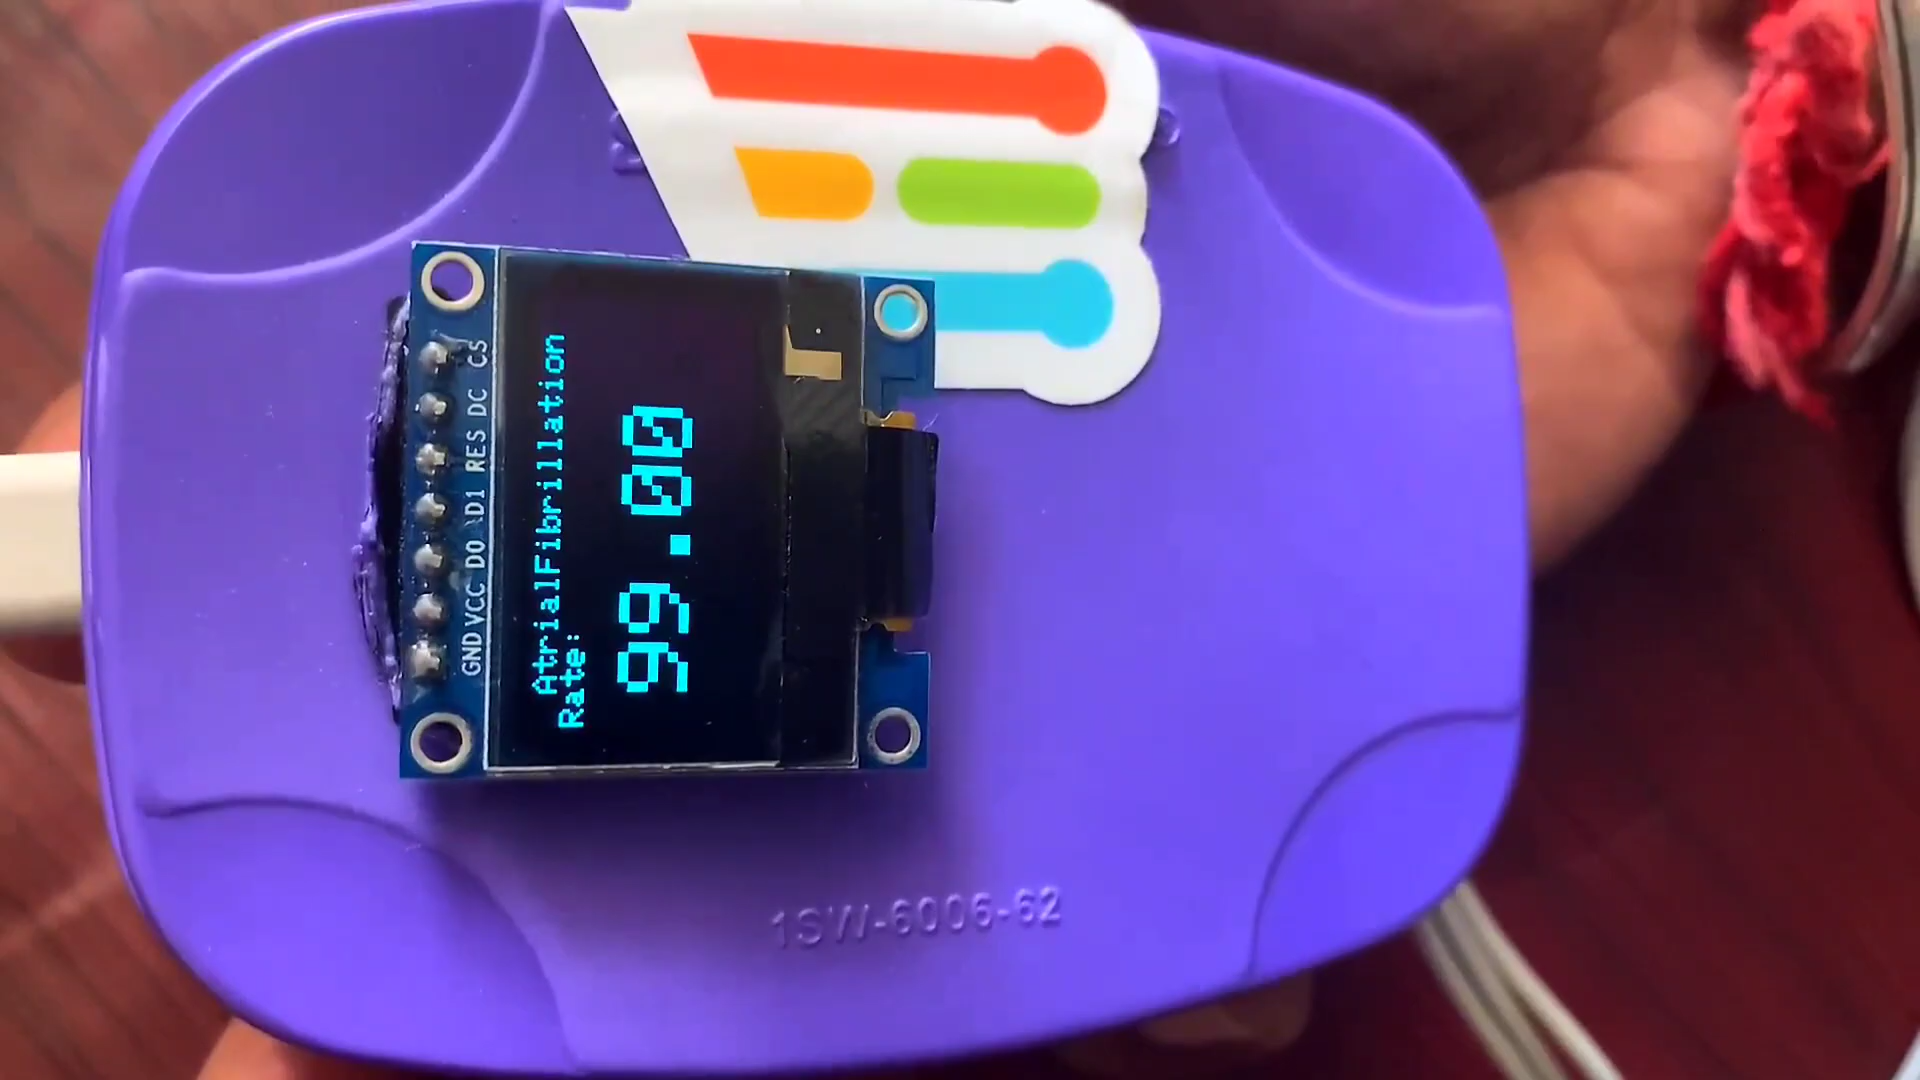 AtrialFibrillation
Rate:
99.00
GND VCC D0 D1 RES DC CS
1SW-6006-62